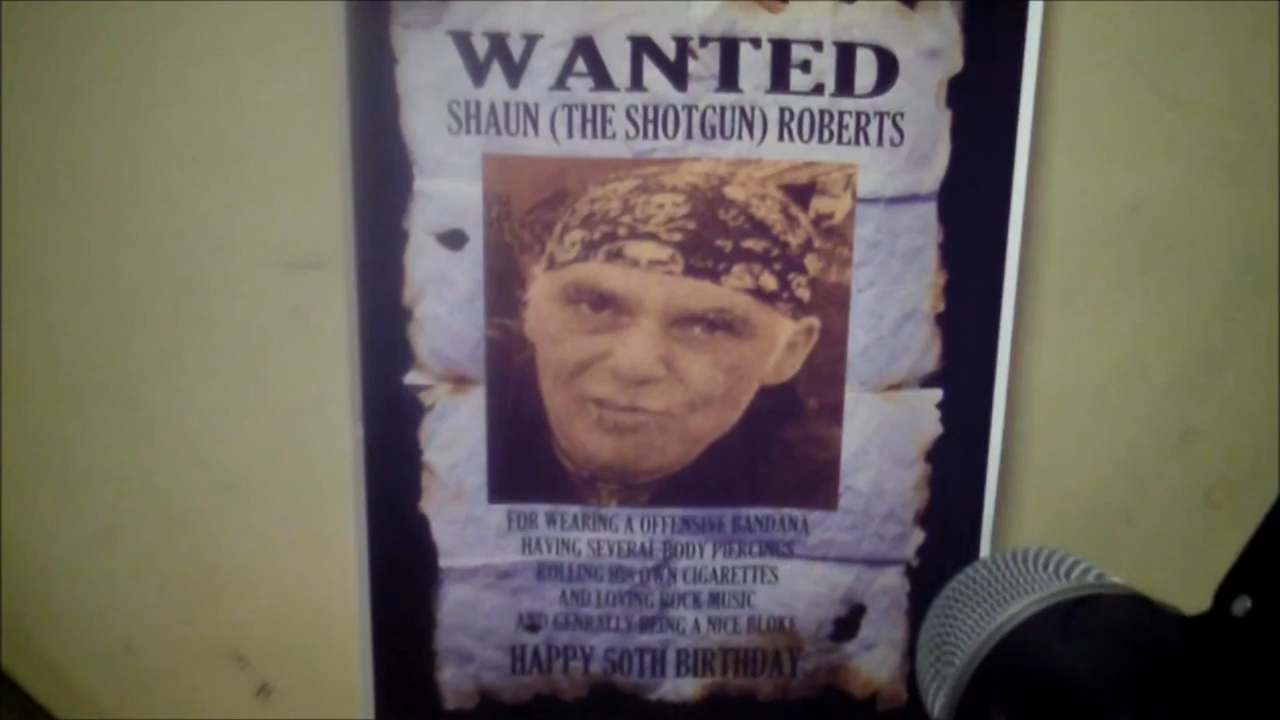 WANTED
SHAUN (THE SHOTGUN) ROBERTS
FOR WEARING A OFFENSIVE BANDANA
HAVING SEVERAL BODY PIERCINGS
ROLLING HIS OWN CIGARETTES
AND LOVING ROCK MUSIC
AND GENRALLY BEING A NICE BLOKE
HAPPY 50TH BIRTHDAY